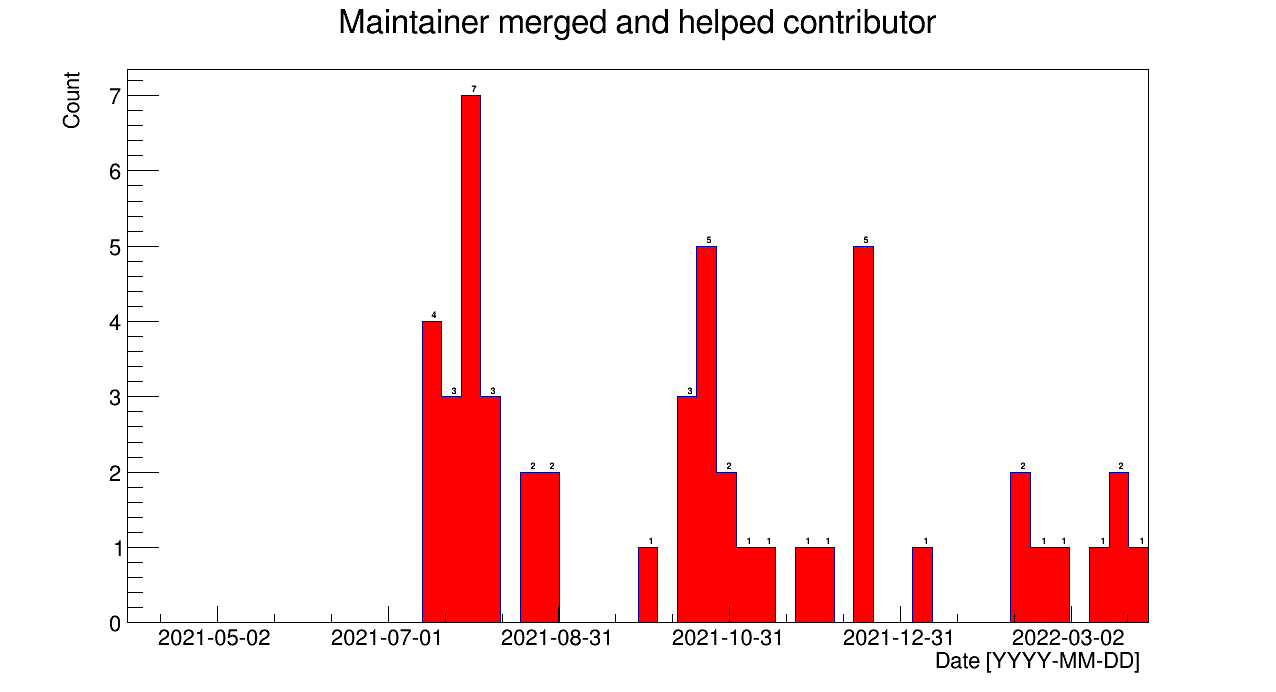 Maintainer merged and helped contributor
Count
7
6
5
4
3
2
1
0
4 3 7 3 2 2 1 3 5 2 1 1 1 1 5 1 2 1 1 1 2 1
2021-05-02 2021-07-01 2021-08-31 2021-10-31 2021-12-31 2022-03-02
Date [YYYY-MM-DD]